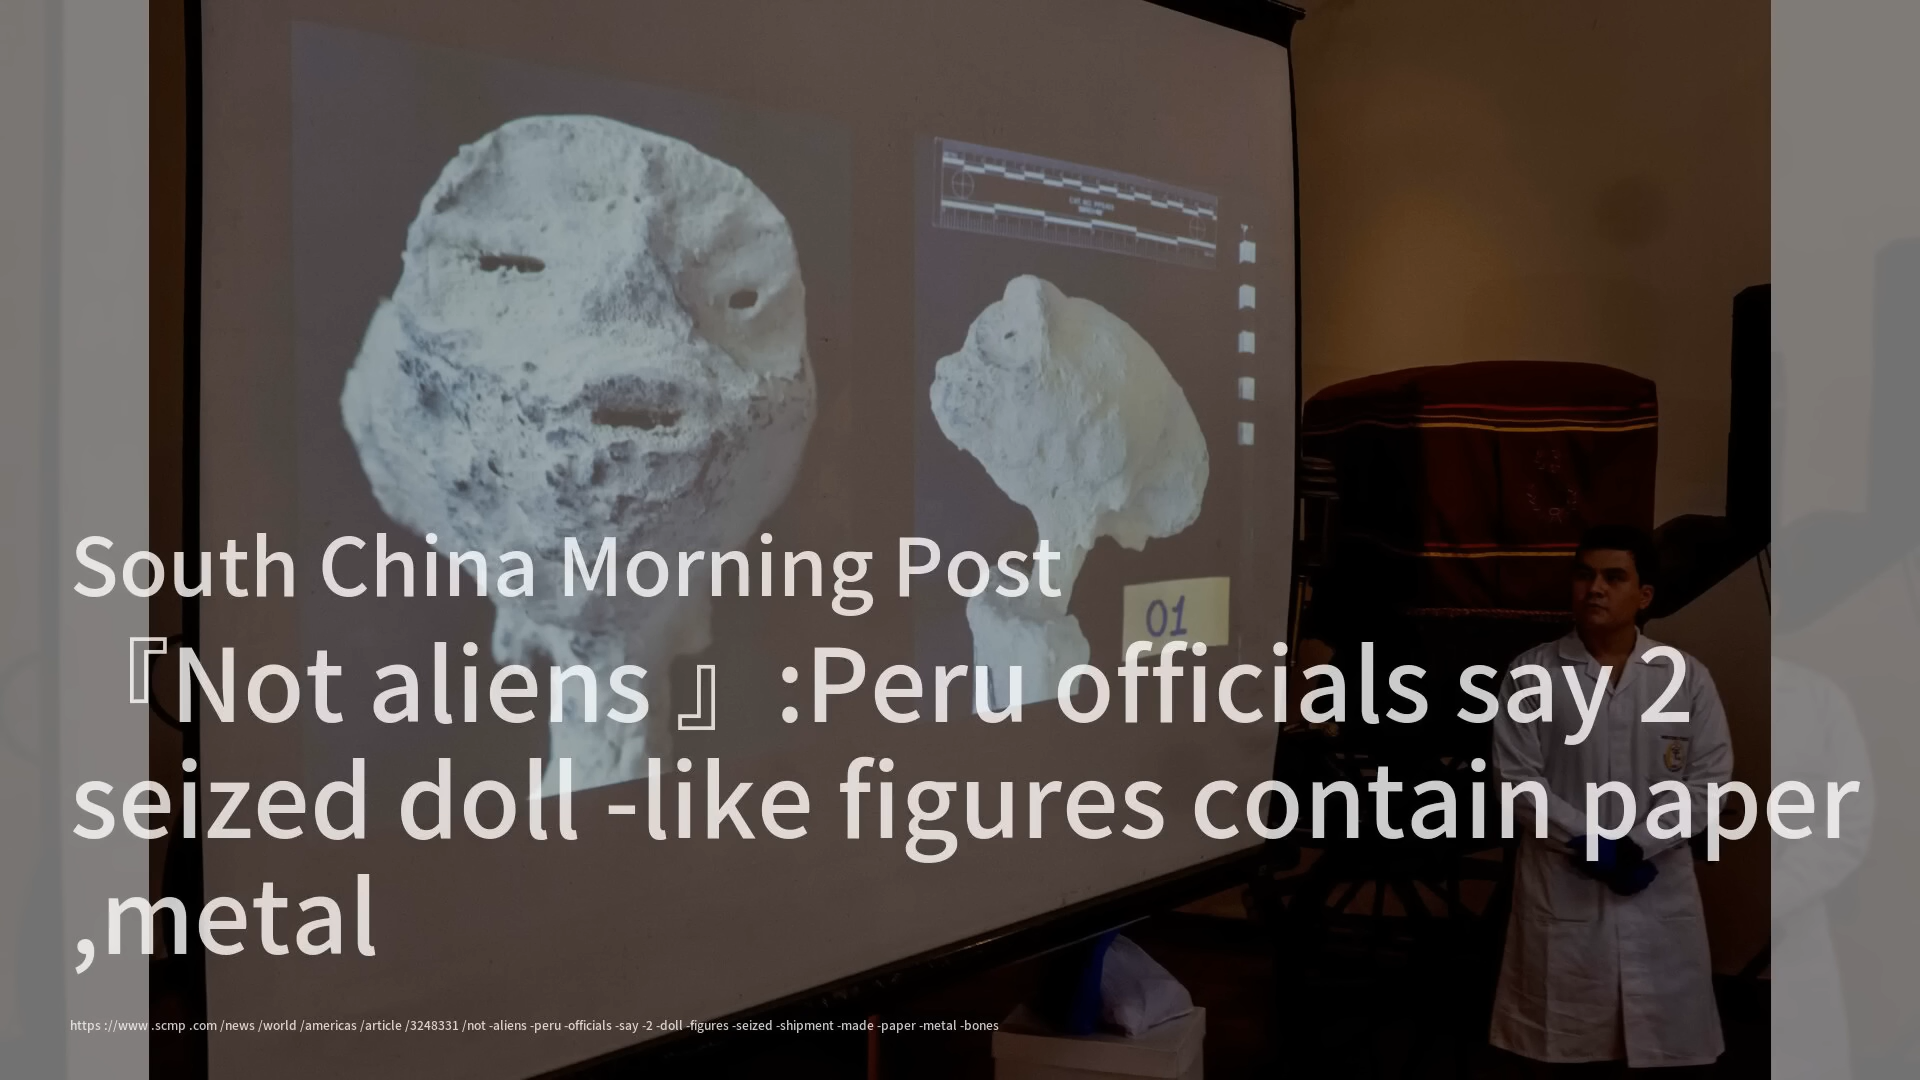 South China Morning Post
『Not aliens 』 :Peru officials say 2
seized doll -like figures contain paper
,metal
01
https ://www .scmp .com /news /world /americas /article /3248331 /not -aliens -peru -officials -say -2 -doll -figures -seized -shipment -made -paper -metal -bones